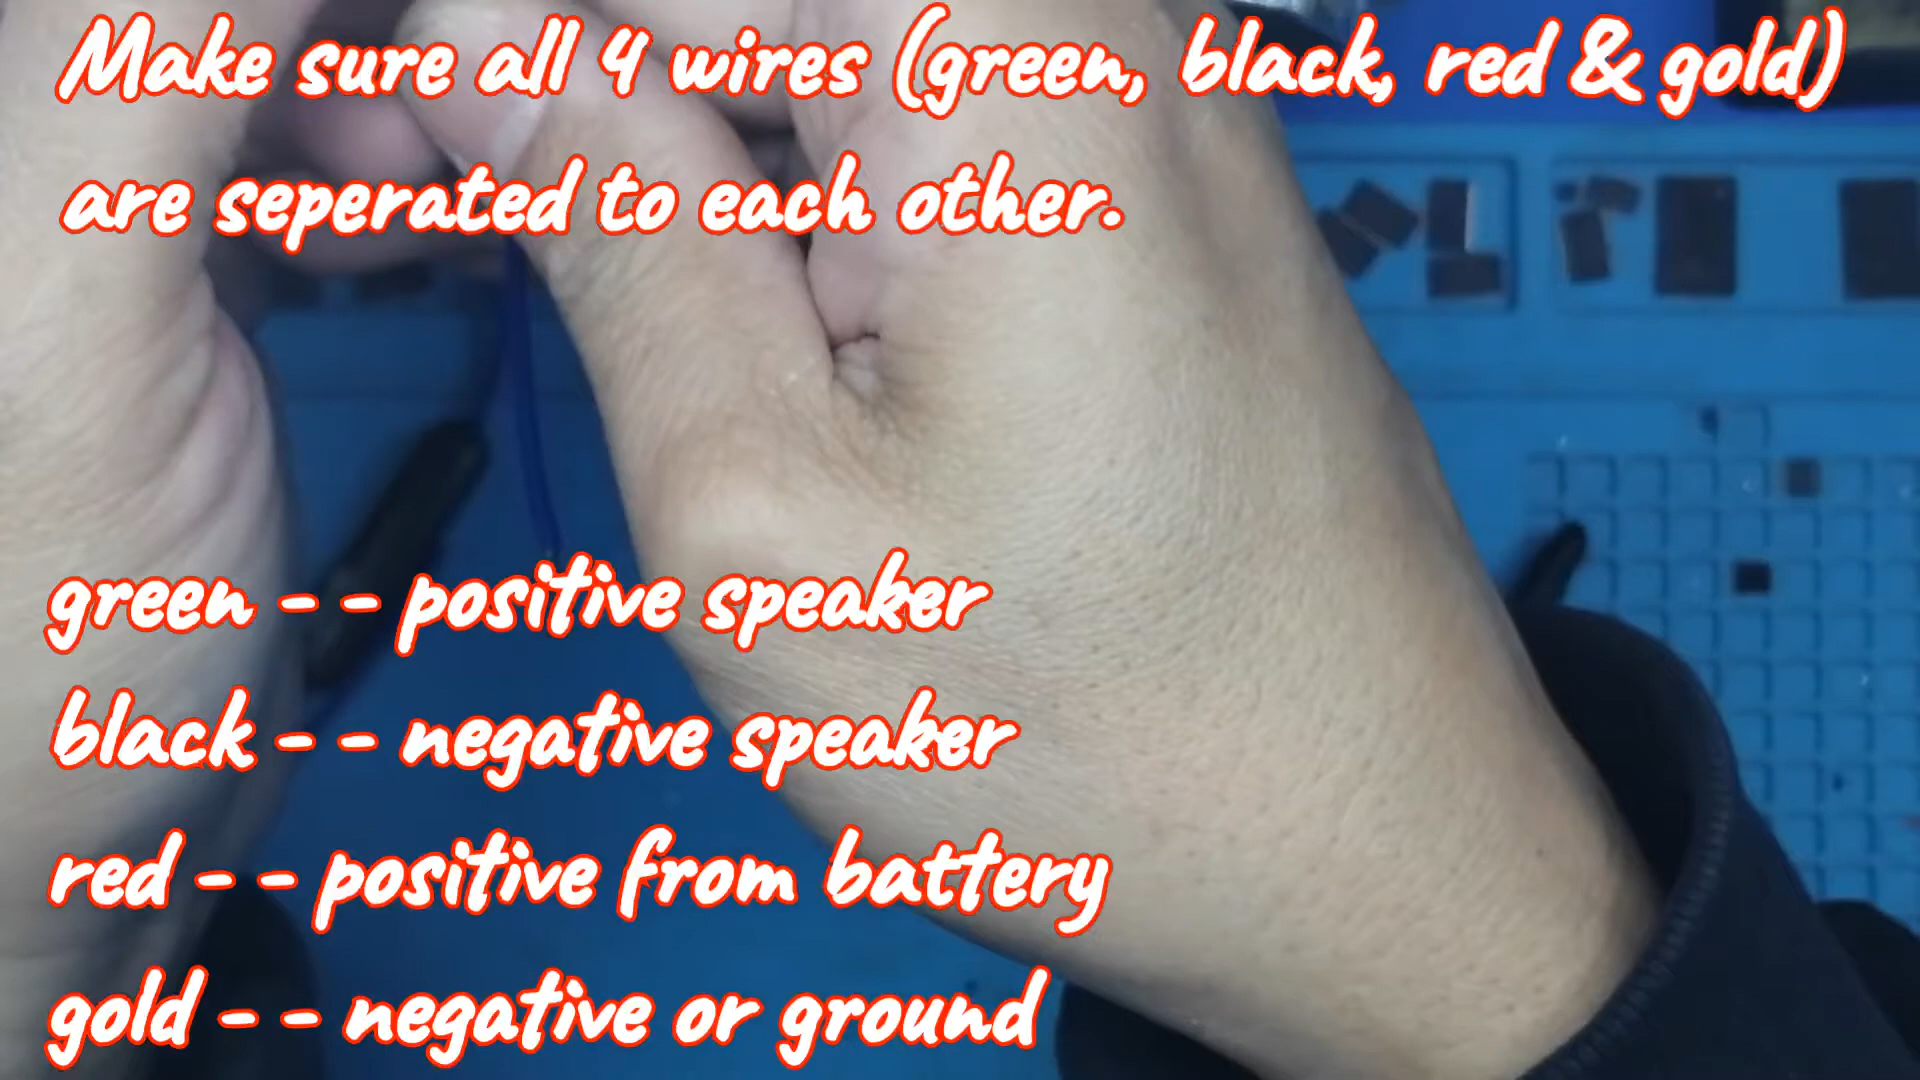 Make sure all 4 wires (green, black, red & gold)
are seperated to each other.
green - - positive speaker
black - - negative speaker
red - - positive from battery
gold - - negative or ground